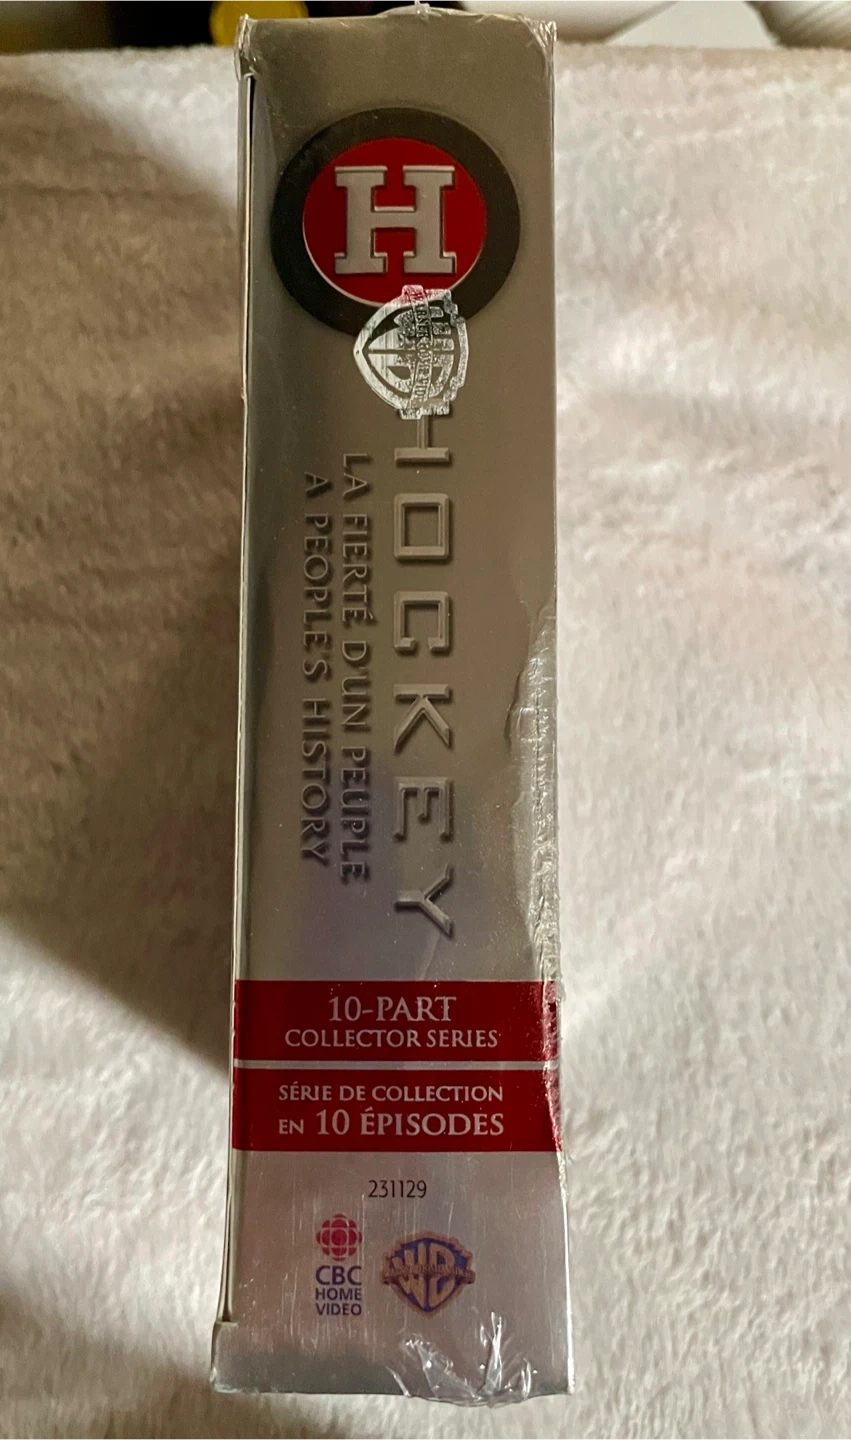 H
HOCKEY
LA FIERTÉ D'UN PEUPLE
A PEOPLE'S HISTORY
10-PART
COLLECTOR SERIES
SÉRIE DE COLLECTION
EN 10 ÉPISODES
231129
CBC
HOME
VIDEO
WB